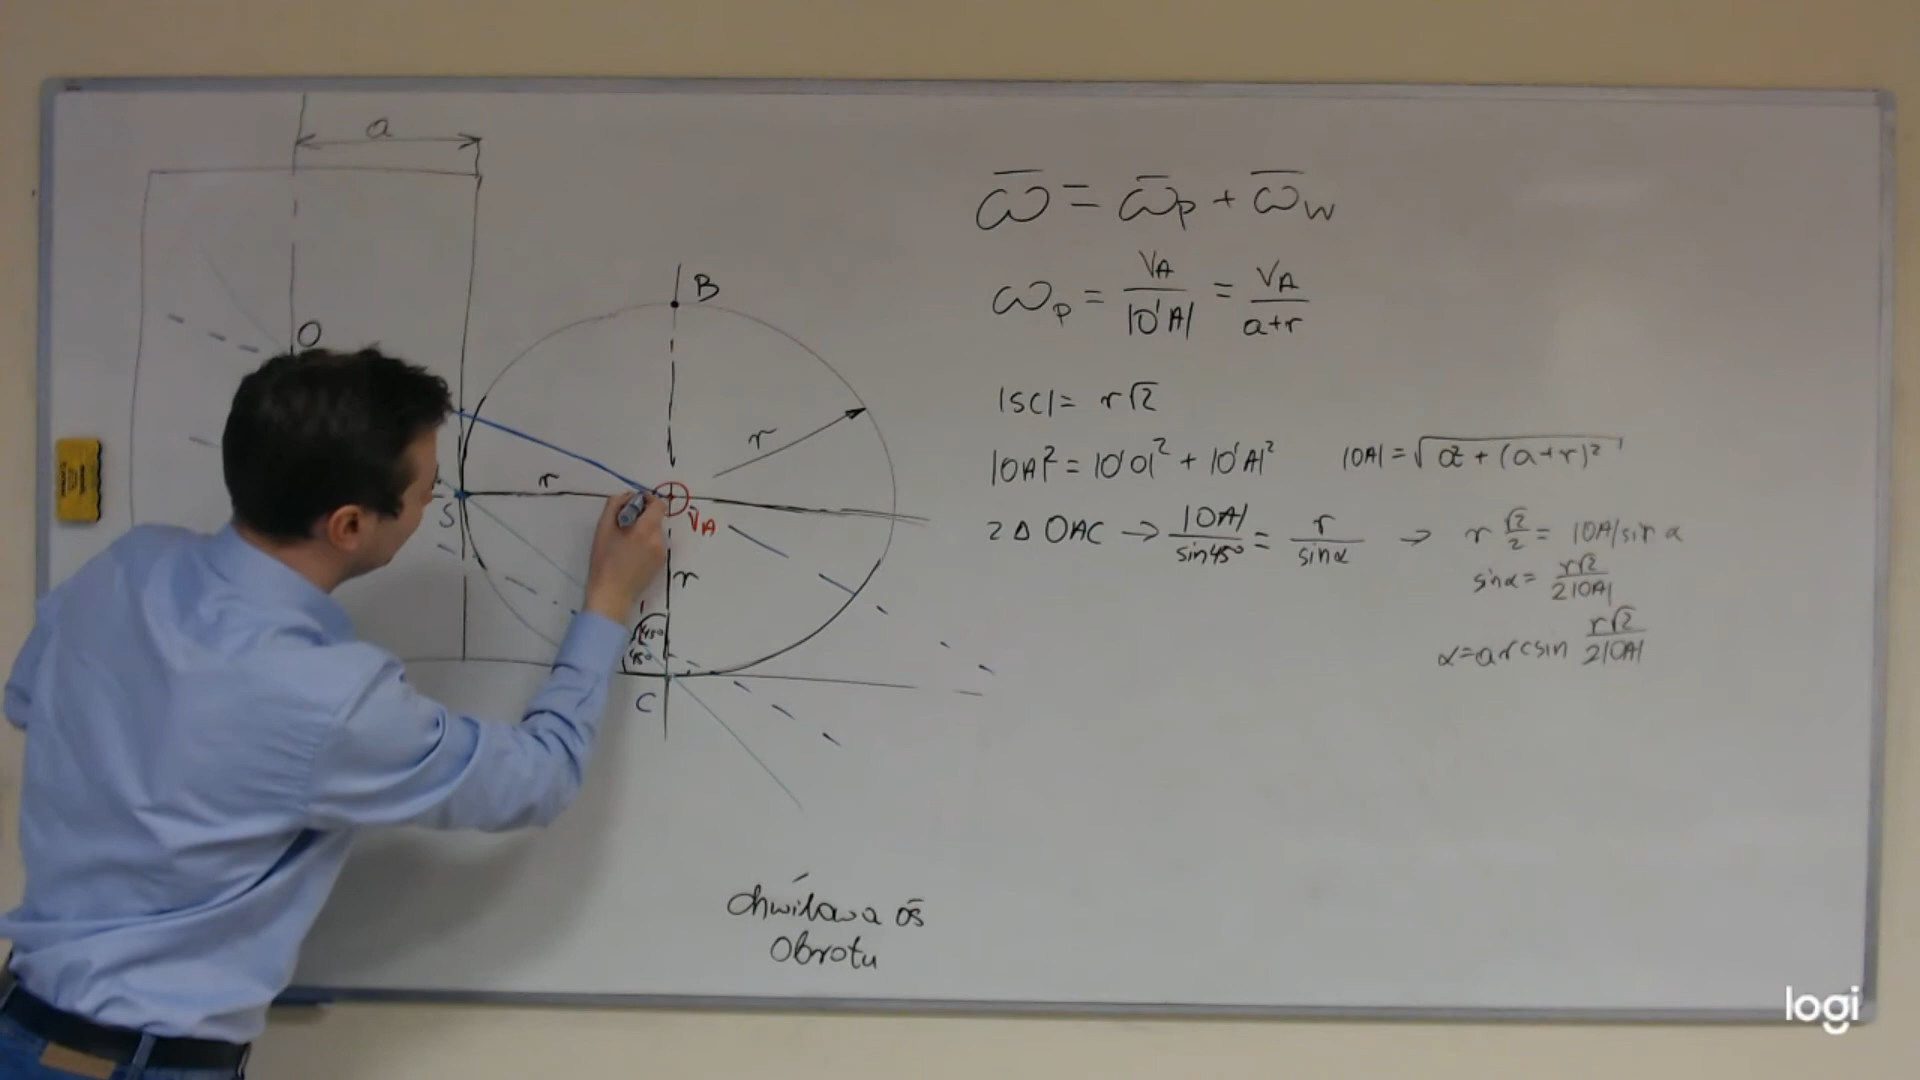 a
B
O
r
r
S
V̄A
r
45°
45°
C
ω̄ = ω̄P + ω̄W
ωP = VA / |O'A| = VA / a+r
|SC| = r√2
|OA|² = |O'O|² + |O'A|² |OA| = √a² + (a+r)²
z Δ OAC → |OA| / sin45° = r / sinα → r √2/2 = |OA| sin α
sinα = r√2 / 2|OA|
α = arcsin r√2 / 2|OA|
Chwilowa oś
Obrotu
logi